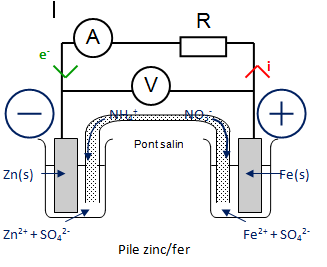 I
A
R
e-
i
V
−
+
NH4+ NO3-
Pont salin
Zn(s) Fe(s)
Zn2+ + SO42- Fe2+ + SO42-
Pile zinc/fer